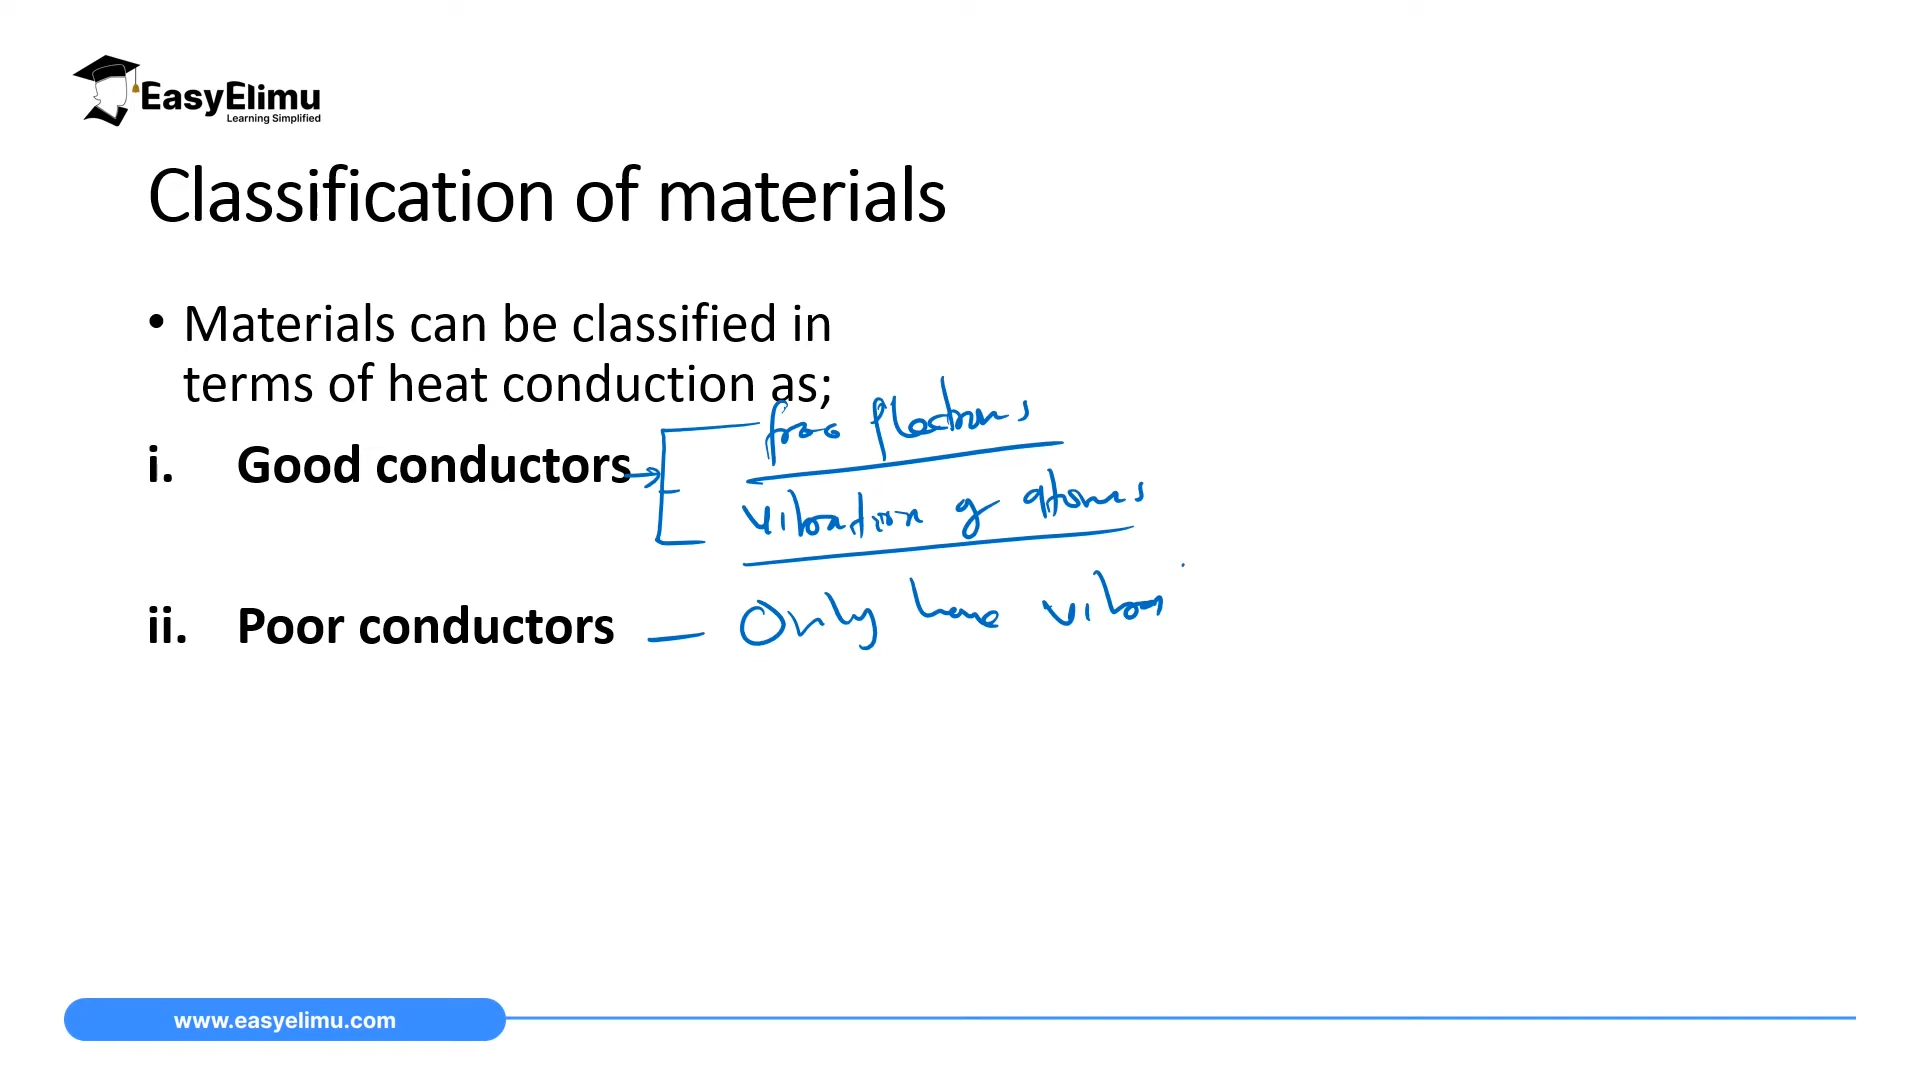 EasyElimu
Learning Simplified
Classification of materials
• Materials can be classified in
terms of heat conduction as;
free electrons
i. Good conductors
vibration of atoms
ii. Poor conductors — Only have vibra
www.easyelimu.com